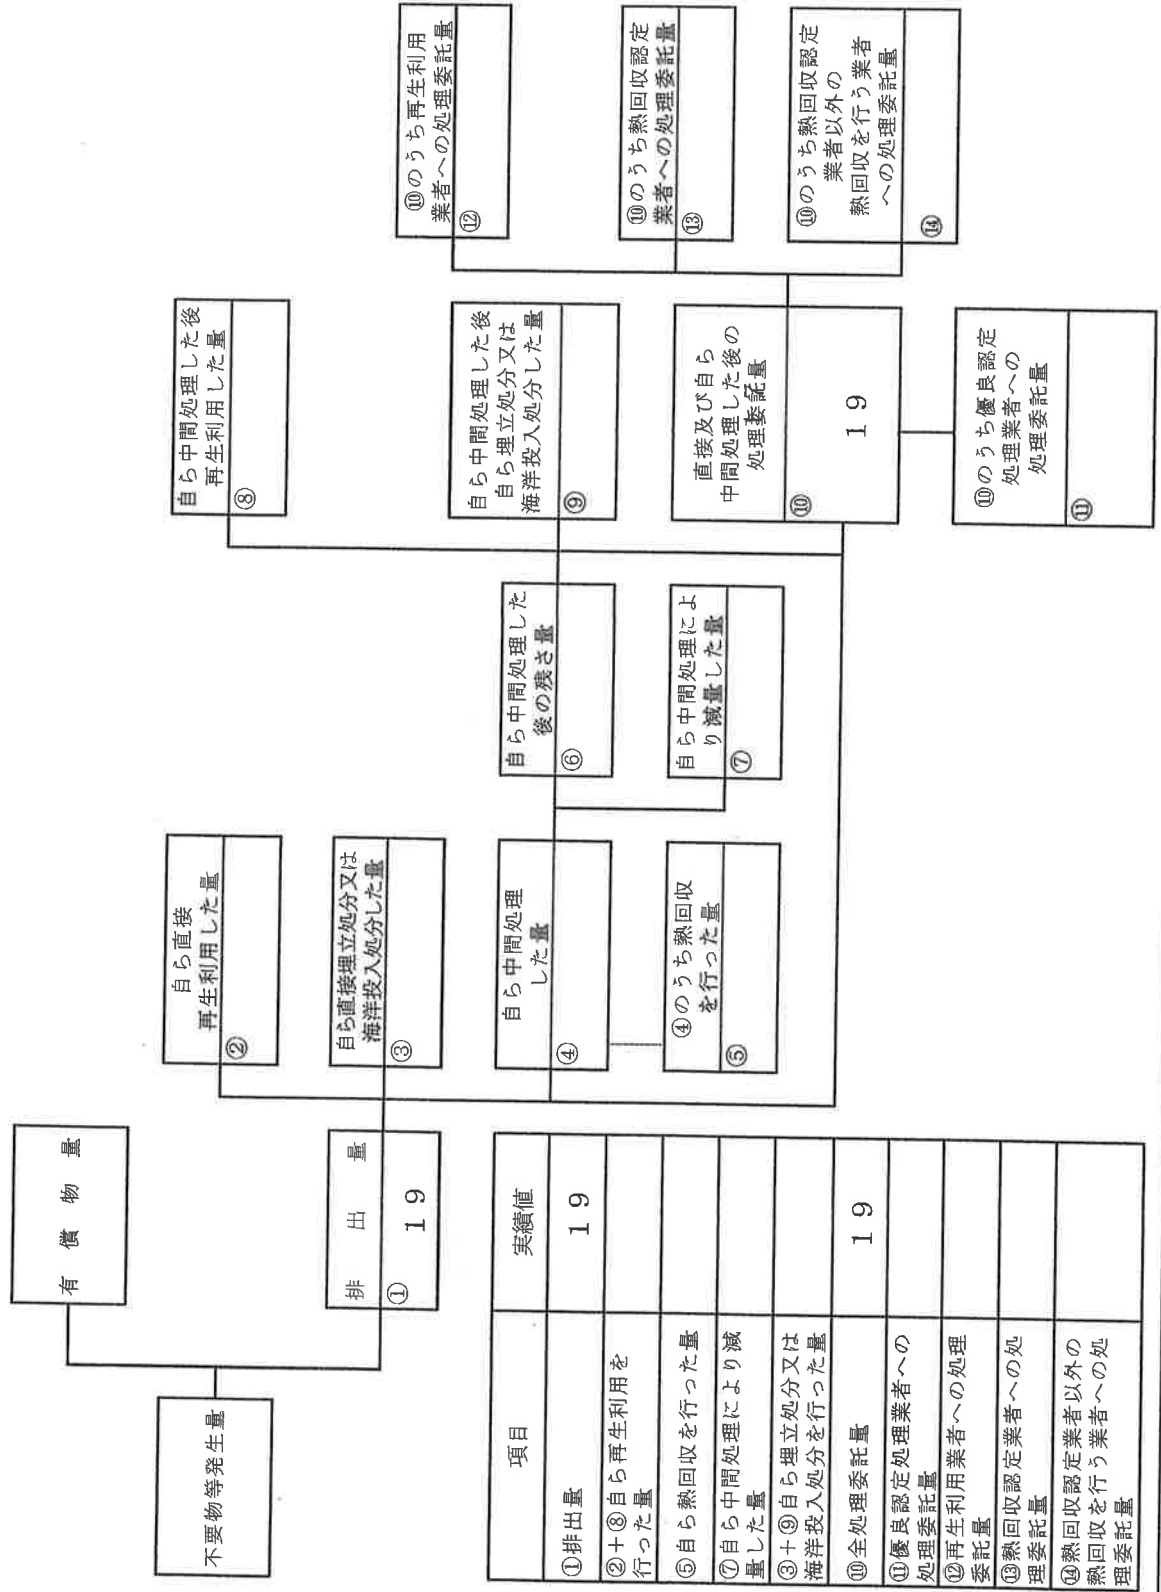 不要物等発生量
有償物量
排出量
①
19
自ら直接
再生利用した量
②
自ら直接埋立処分又は
海洋投入処分した量
③
自ら中間処理
した量
④
④のうち熱回収
を行った量
⑤
自ら中間処理した
後の残さ量
⑥
自ら中間処理によ
り減量した量
⑦
自ら中間処理した後
再生利用した量
⑧
自ら中間処理した後
自ら埋立処分又は
海洋投入処分した量
⑨
直接及び自ら
中間処理した後の
処理委託量
⑩
19
⑩のうち優良認定
処理業者への
処理委託量
⑪
⑩のうち再生利用
業者への処理委託量
⑫
⑩のうち熱回収認定
業者への処理委託量
⑬
⑩のうち熱回収認定
業者以外の
熱回収を行う業者
への処理委託量
⑭
項目 実績値
①排出量 19
②+⑧自ら再生利用を
行った量
⑤自ら熱回収を行った量
⑦自ら中間処理により減
量した量
③+⑨自ら埋立処分又は
海洋投入処分を行った量
⑩全処理委託量 19
⑪優良認定処理業者への
処理委託量
⑫再生利用業者への処理
委託量
⑬熱回収認定業者への処
理委託量
⑭熱回収認定業者以外の
熱回収を行う業者への処
理委託量